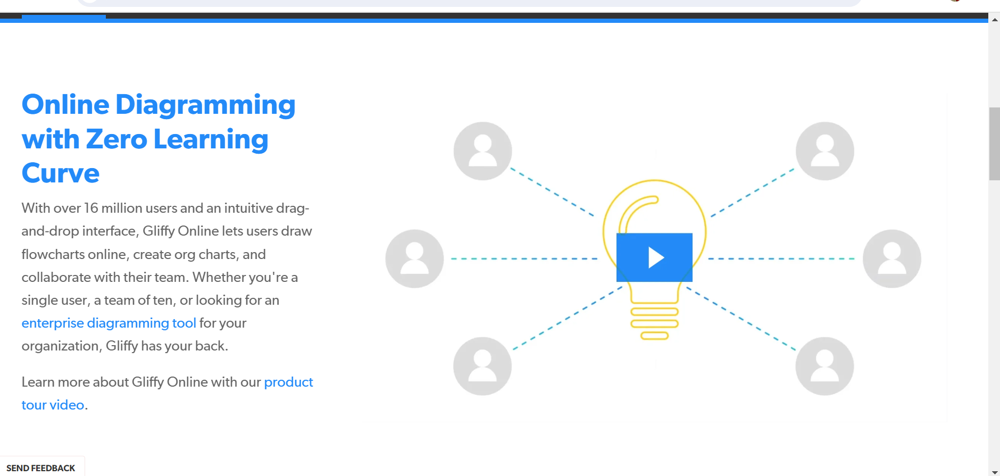 Online Diagramming
with Zero Learning
Curve
With over 16 million users and an intuitive drag-
and-drop interface, Gliffy Online lets users draw
flowcharts online, create org charts, and
collaborate with their team. Whether you're a
single user, a team of ten, or looking for an
enterprise diagramming tool for your
organization, Gliffy has your back.
Learn more about Gliffy Online with our product
tour video.
SEND FEEDBACK